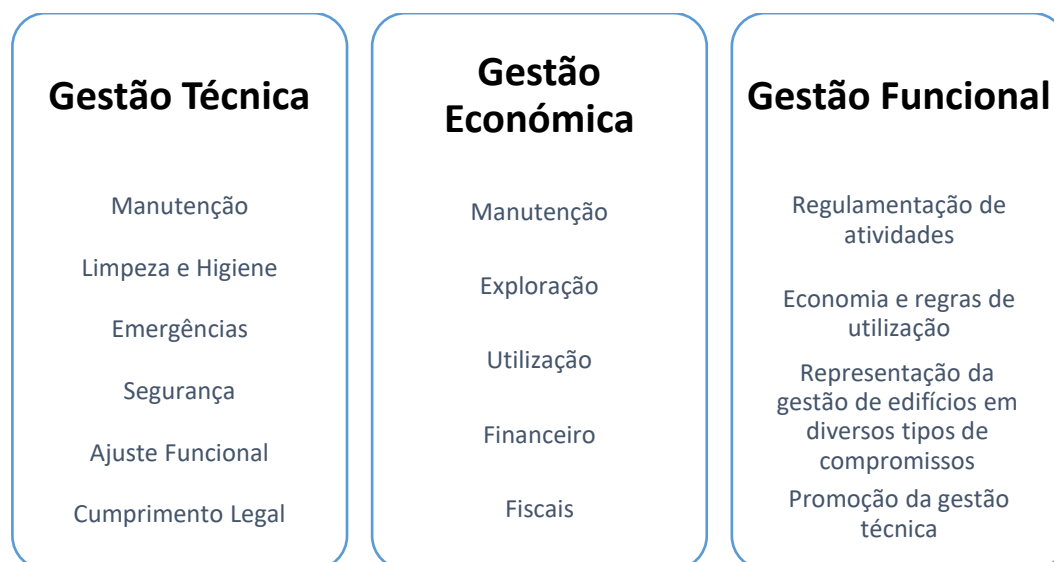 Gestão Técnica
Manutenção
Limpeza e Higiene
Emergências
Segurança
Ajuste Funcional
Cumprimento Legal
Gestão
Económica
Manutenção
Exploração
Utilização
Financeiro
Fiscais
Gestão Funcional
Regulamentação de
atividades
Economia e regras de
utilização
Representação da
gestão de edifícios em
diversos tipos de
compromissos
Promoção da gestão
técnica